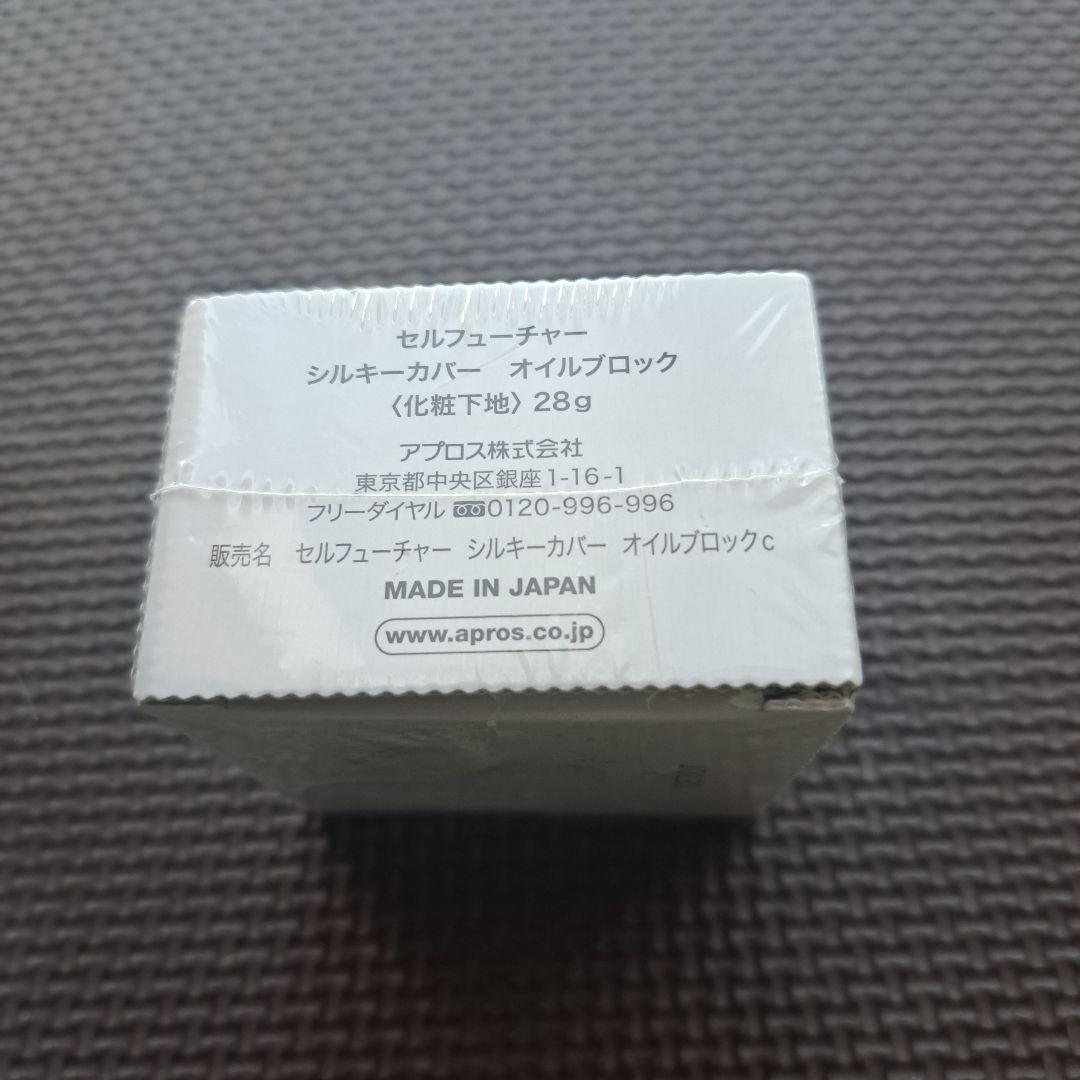 セルフューチャー
シルキーカバー オイルブロック
〈化粧下地〉28g
アプロス株式会社
東京都中央区銀座1-16-1
フリーダイヤル 0120-996-996
販売名 セルフューチャー シルキーカバー オイルブロックc
MADE IN JAPAN
www.apros.co.jp